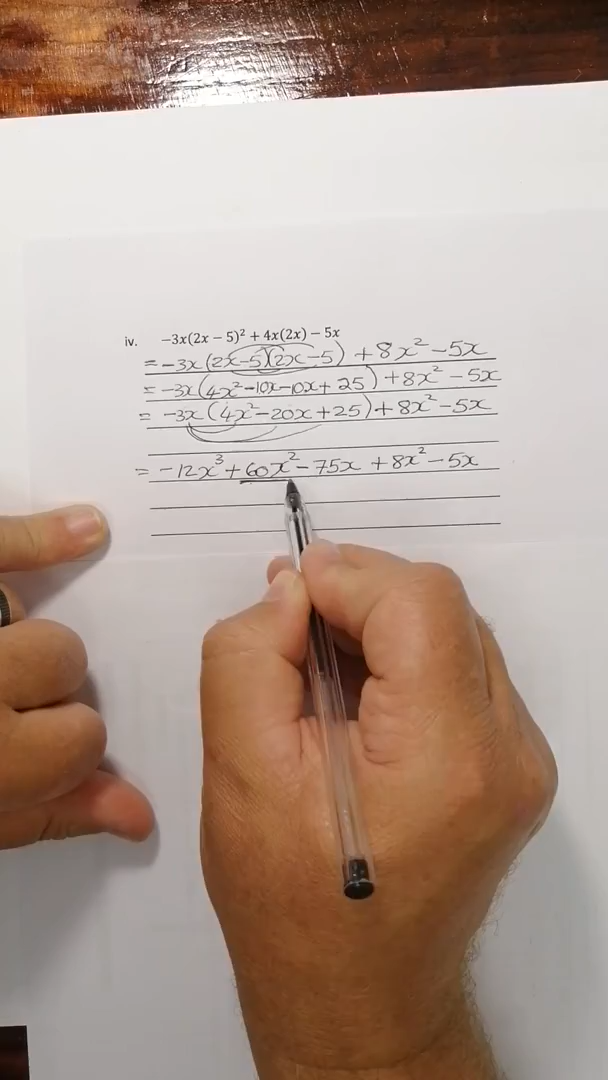 iv. −3x(2x − 5)² + 4x(2x) − 5x
= −3x(2x−5)(2x−5) + 8x² −5x
= −3x(4x²−10x−10x+25) + 8x² −5x
= −3x(4x²−20x+25)+8x²−5x
= −12x³ + 60x² − 75x + 8x² − 5x